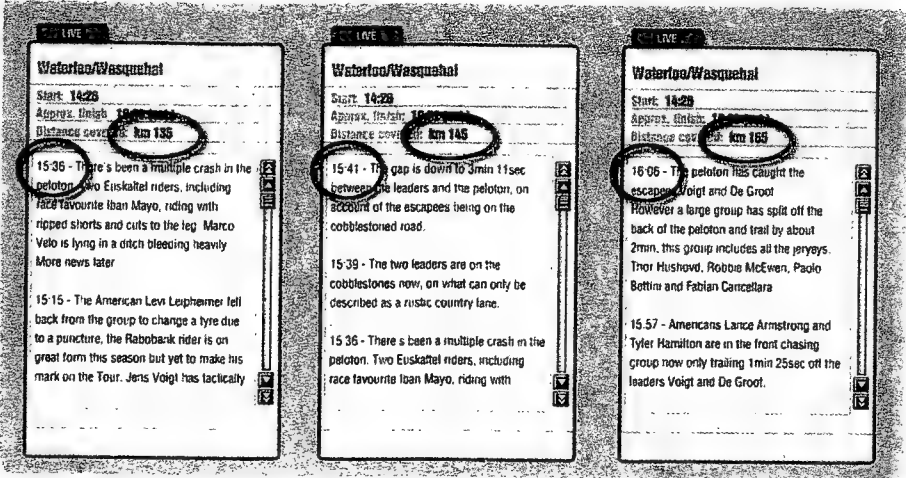 LIVE
Waterloo/Wasquehal
Start: 14:25
Approx. finish:
Distance covered: km 135
15:36 - There's been a multiple crash in the
peloton. Two Euskaltel riders, including
race favourite Iban Mayo, riding with
ripped shorts and cuts to the leg. Marco
Velo is lying in a ditch bleeding heavily
More news later
15:15 - The American Levi Leipheimer fell
back from the group to change a tyre due
to a puncture, the Rabobank rider is on
great form this season but yet to make his
mark on the Tour. Jens Voigt has tactically
LIVE
Waterloo/Wasquehal
Start: 14:25
Approx. finish:
Distance covered: km 145
15:41 - The gap is down to 3min 11sec
between the leaders and the peloton, on
account of the escapees being on the
cobblestoned road.
15:39 - The two leaders are on the
cobblestones now, on what can only be
described as a rustic country lane.
15 36 - There s been a multiple crash in the
peloton. Two Euskaltel riders, including
race favourite Iban Mayo, riding with
LIVE
Waterloo/Wasquehal
Start: 14:25
Approx. finish:
Distance covered: km 165
16:06 - The peloton has caught the
escapees Voigt and De Groot
However a large group has split off the
back of the peloton and trail by about
2min, this group includes all the jeryeys.
Thor Hushovd, Robbie McEwen, Paolo
Bettini and Fabian Cancellara
15.57 - Americans Lance Armstrong and
Tyler Hamilton are in the front chasing
group now only trailing 1min 25sec off the
leaders Voigt and De Groot.